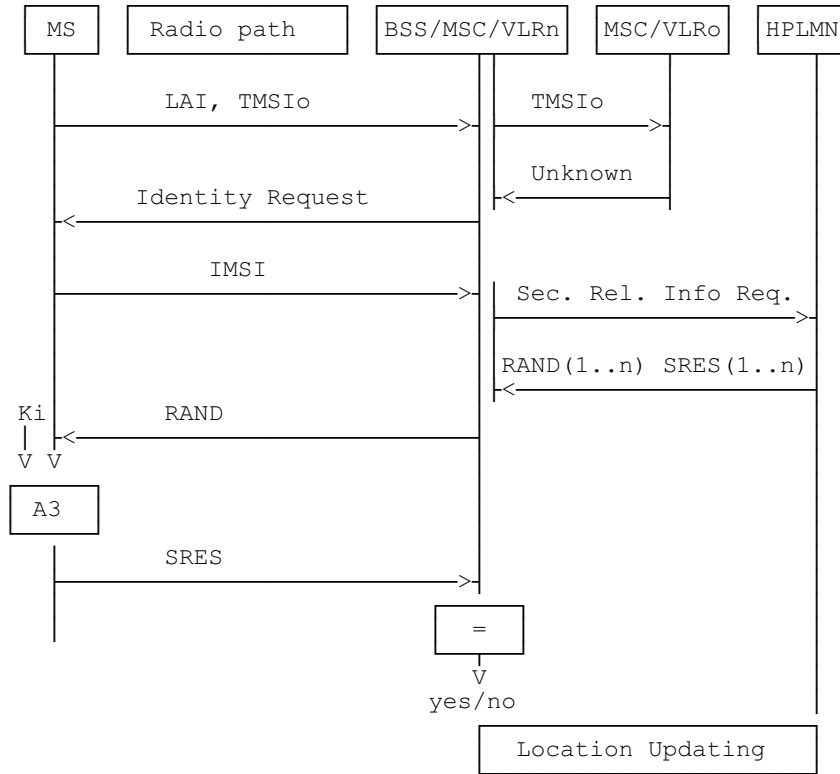 MS Radio path BSS/MSC/VLRn MSC/VLRo HPLMN
LAI, TMSIo TMSIo
Unknown
Identity Request
IMSI
Sec. Rel. Info Req.
RAND(1..n) SRES(1..n)
Ki RAND
V V
A3
SRES
=
V
yes/no
Location Updating